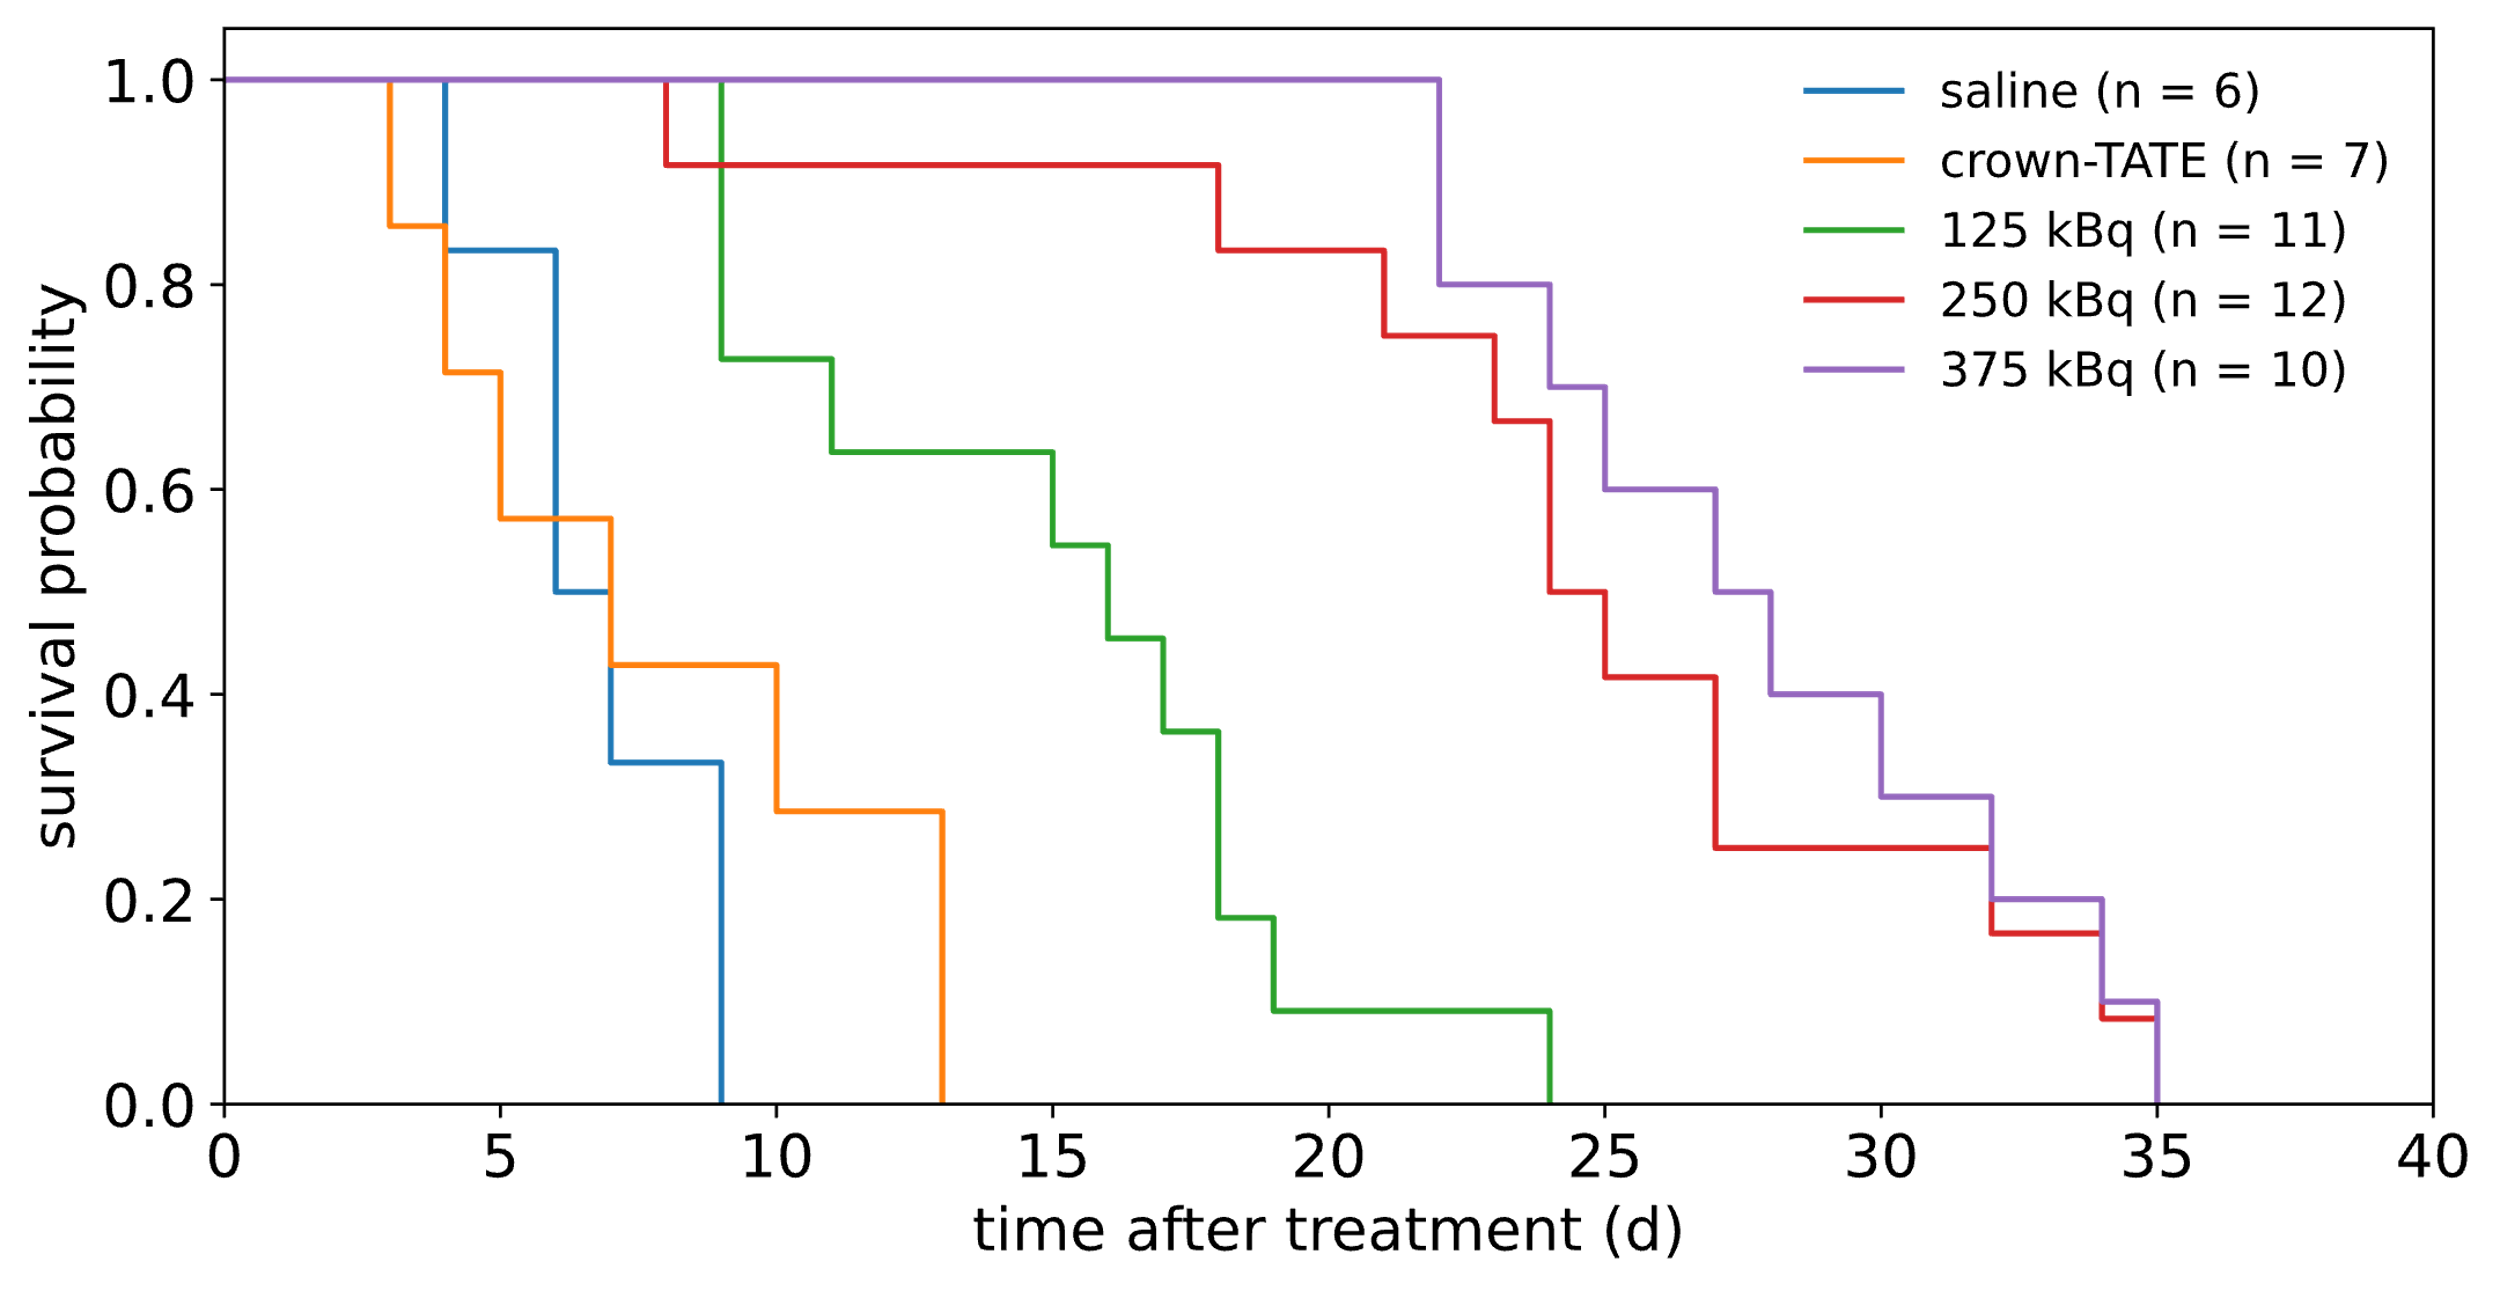 saline (n = 6)
crown-TATE (n = 7)
125 kBq (n = 11)
250 kBq (n = 12)
375 kBq (n = 10)
survival probability
1.0
0.8
0.6
0.4
0.2
0.0
0 5 10 15 20 25 30 35 40
time after treatment (d)